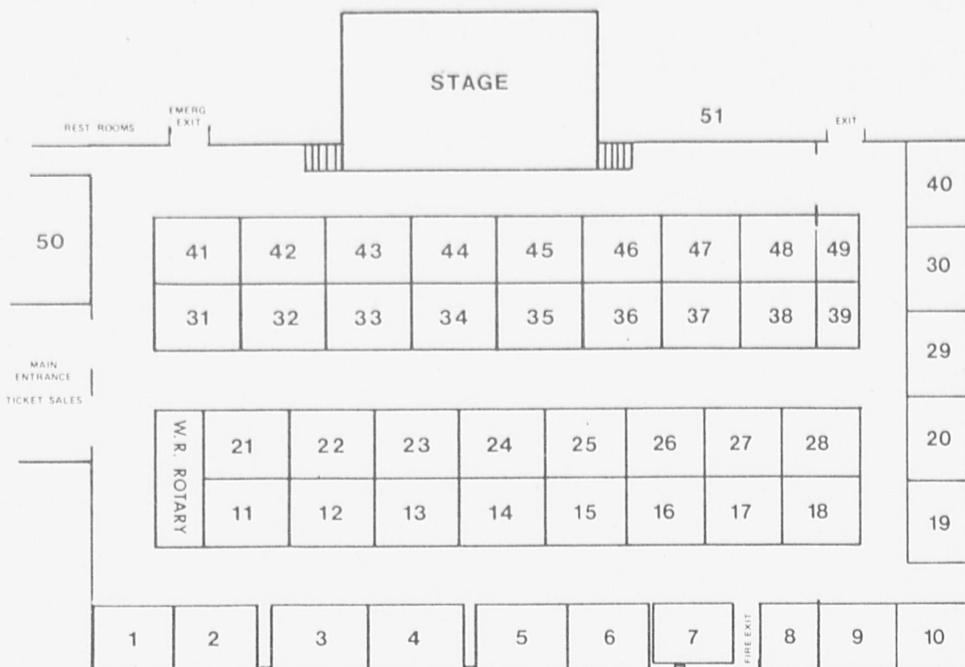 STAGE
51
EMERG
EXIT
REST ROOMS
EXIT
40
50
41 42 43 44 45 46 47 48 49
30
31 32 33 34 35 36 37 38 39
29
MAIN
ENTRANCE
TICKET SALES
20
W.R. ROTARY
21 22 23 24 25 26 27 28
11 12 13 14 15 16 17 18
19
1 2 3 4 5 6 7 FIRE EXIT 8 9 10